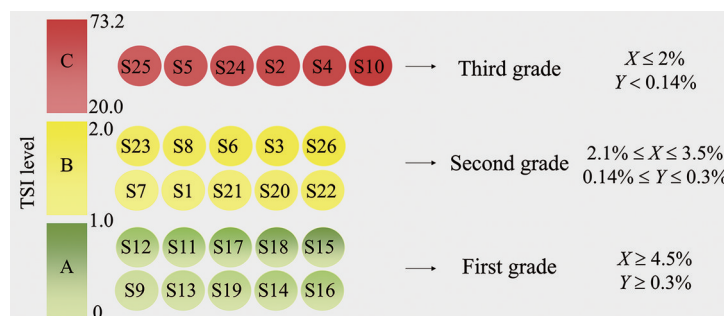 TSI level
73.2
C
20.0
S25 S5 S24 S2 S4 S10
Third grade
X ≤ 2%
Y < 0.14%
2.0
B
S23 S8 S6 S3 S26
S7 S1 S21 S20 S22
Second grade
2.1% ≤ X ≤ 3.5%
0.14% ≤ Y ≤ 0.3%
1.0
A
0
S12 S11 S17 S18 S15
S9 S13 S19 S14 S16
First grade
X ≥ 4.5%
Y ≥ 0.3%